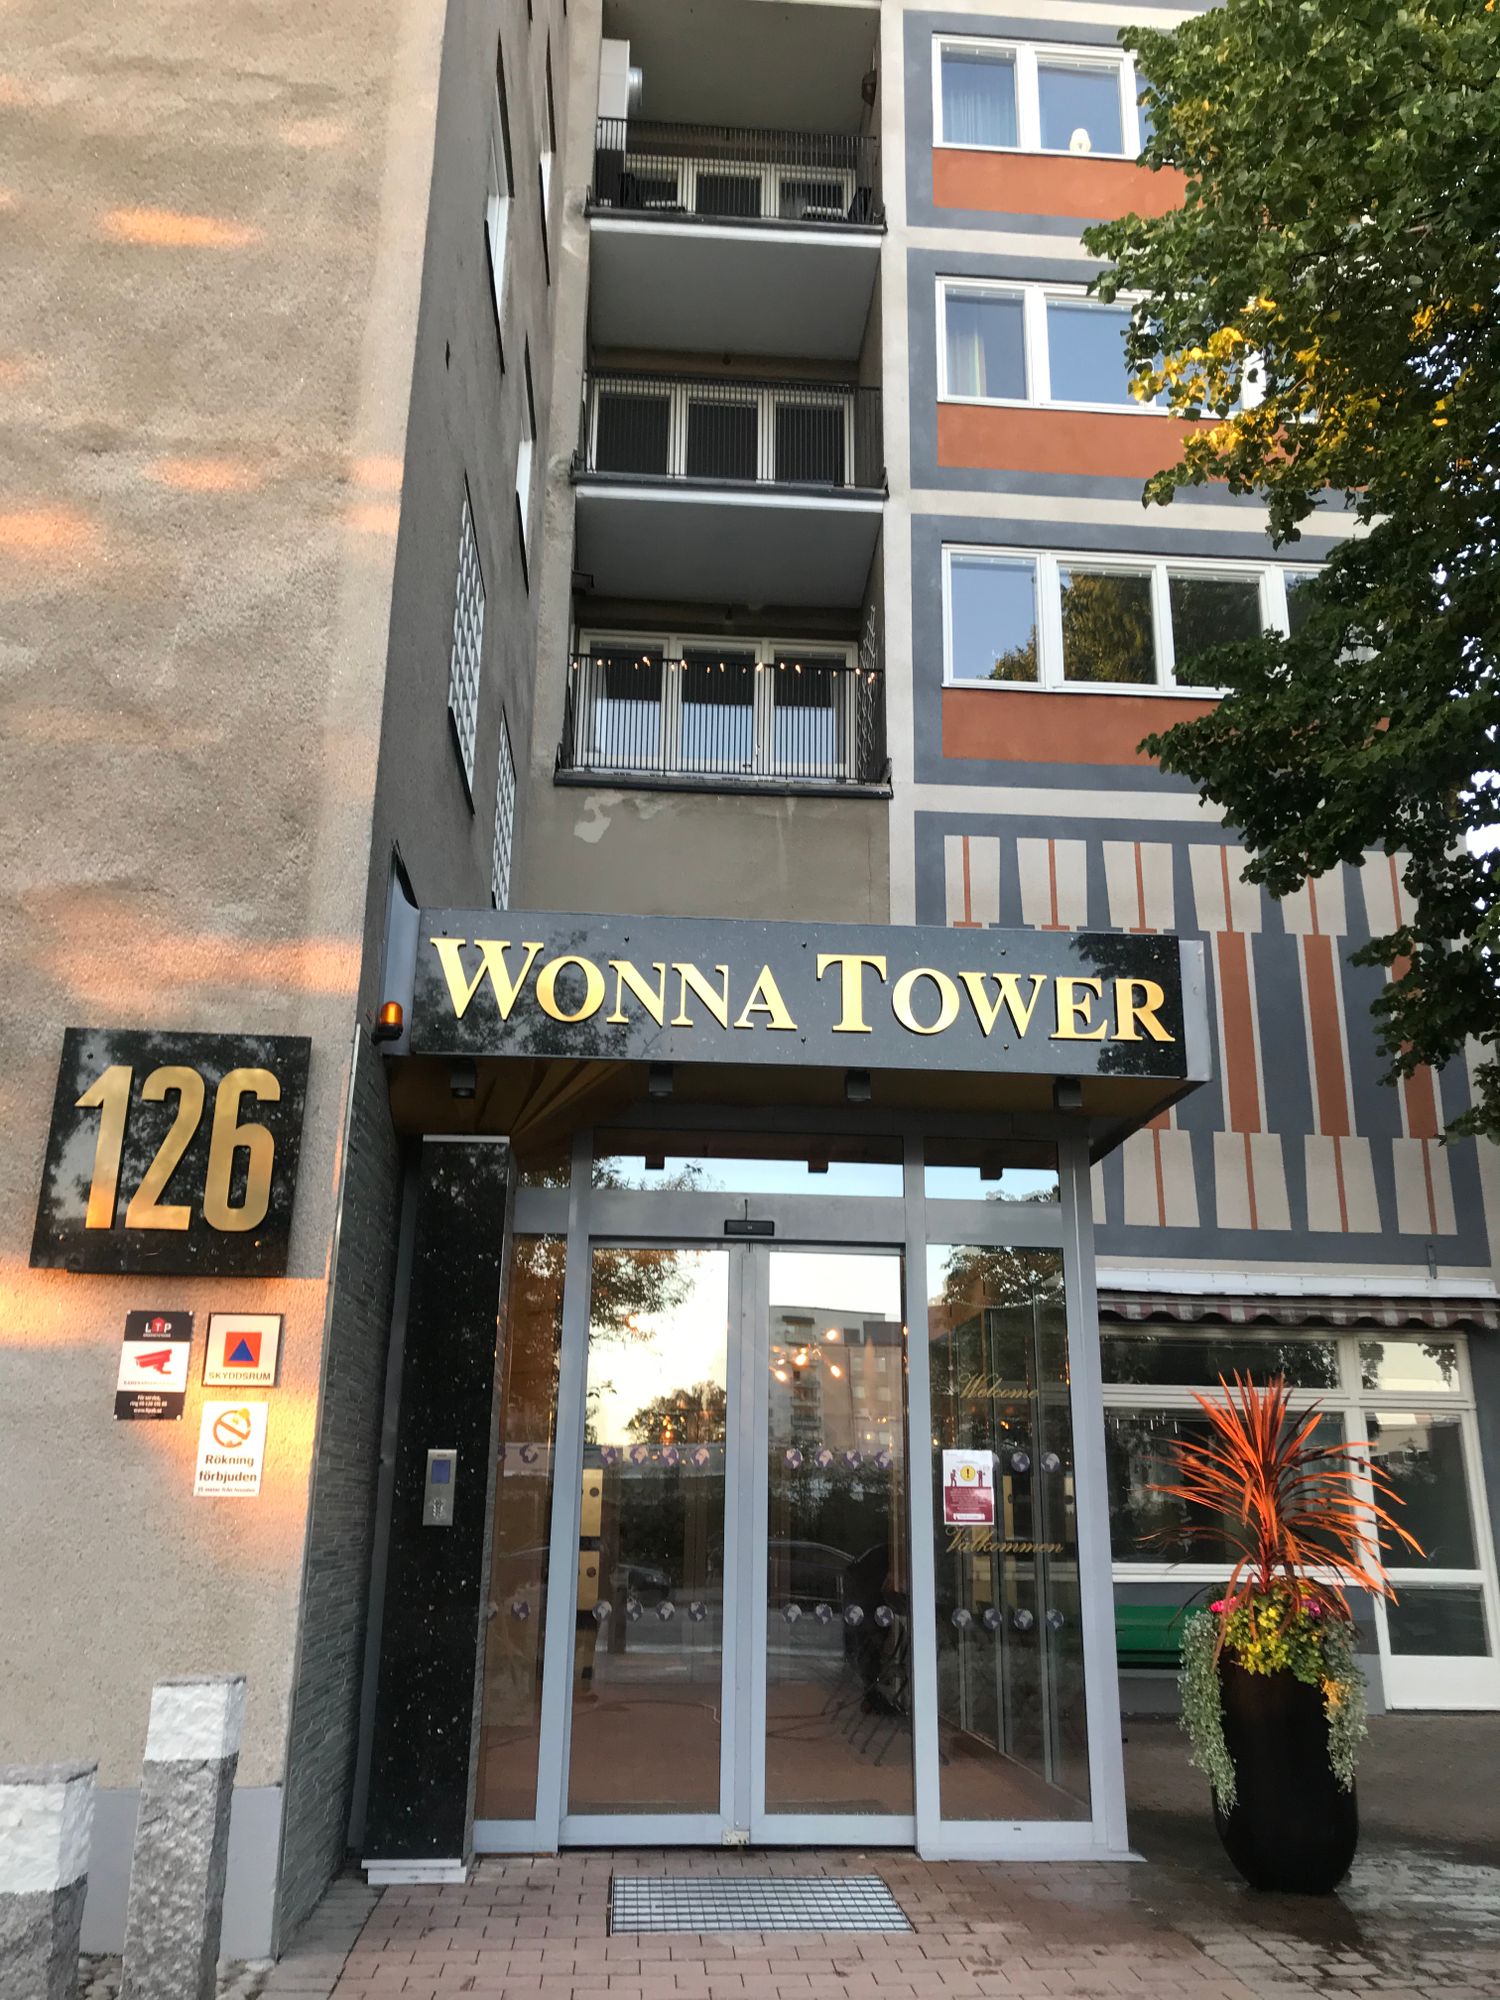 WONNA TOWER
126
LTP
SKYDDSRUM
Rökning
förbjuden
Welcome
Välkommen